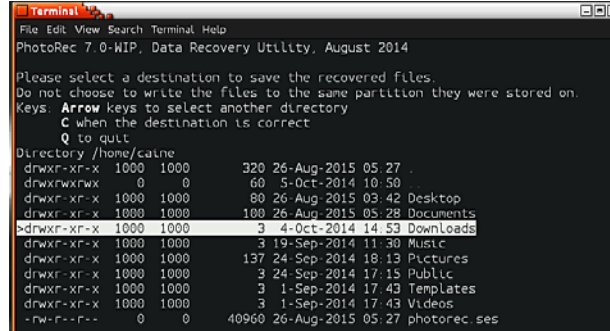 Terminal
File Edit View Search Terminal Help
PhotoRec 7.0-WIP, Data Recovery Utility, August 2014
Please select a destination to save the recovered files.
Do not choose to write the files to the same partition they were stored on.
Keys: Arrow keys to select another directory
C when the destination is correct
Q to quit
Directory /home/caine
drwxr-xr-x 1000 1000 320 26-Aug-2015 05:27 .
drwxrwxrwx 0 0 60 5-Oct-2014 10:50 ..
drwxr-xr-x 1000 1000 80 26-Aug-2015 03:42 Desktop
drwxr-xr-x 1000 1000 100 26-Aug-2015 05:28 Documents
>drwxr-xr-x 1000 1000 3 4-Oct-2014 14:53 Downloads
drwxr-xr-x 1000 1000 3 19-Sep-2014 11:30 Music
drwxr-xr-x 1000 1000 137 24-Sep-2014 18:13 Pictures
drwxr-xr-x 1000 1000 3 24-Sep-2014 17:15 Public
drwxr-xr-x 1000 1000 3 1-Sep-2014 17:43 Templates
drwxr-xr-x 1000 1000 3 1-Sep-2014 17:43 Videos
-rw-r--r-- 0 0 40960 26-Aug-2015 05:27 photorec.ses